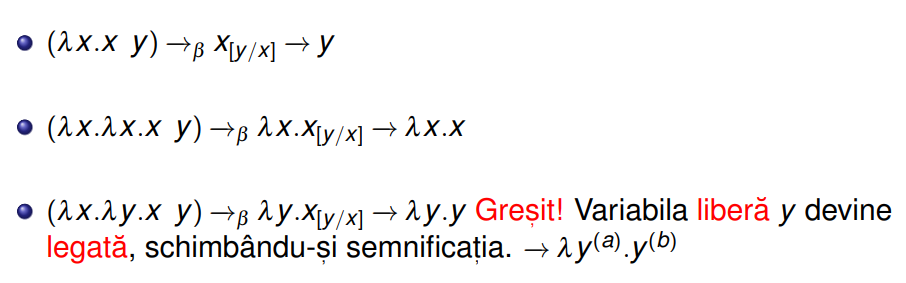 (λx.x y) →β x[y/x] → y
(λx.λx.x y) →β λx.x[y/x] → λx.x
(λx.λy.x y) →β λy.x[y/x] → λy.y Greșit! Variabila liberă y devine
legată, schimbându-și semnificația. → λy(a).y(b)